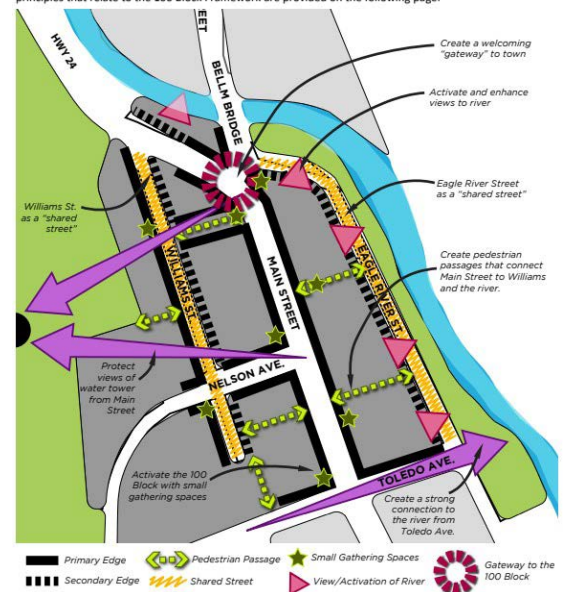 principles that relate to the 100 Block Framework are provided on the following page.
HWY 24
BELLM BRIDGE
Create a welcoming
"gateway" to town
Activate and enhance
views to river
Williams St.
as a "shared
street"
Eagle River Street
as a "shared
street"
WILLIAMS ST.
MAIN STREET
EAGLE RIVER ST.
Create pedestrian
passages that connect
Main Street to Williams
and the river.
Protect
views of
water tower
from Main
Street
NELSON AVE.
Activate the 100
Block with small
gathering spaces
TOLEDO AVE.
Create a strong
connection to
the river from
Toledo Ave.
Primary Edge
Pedestrian Passage
Small Gathering Spaces
Gateway to the
100 Block
Secondary Edge
Shared Street
View/Activation of River